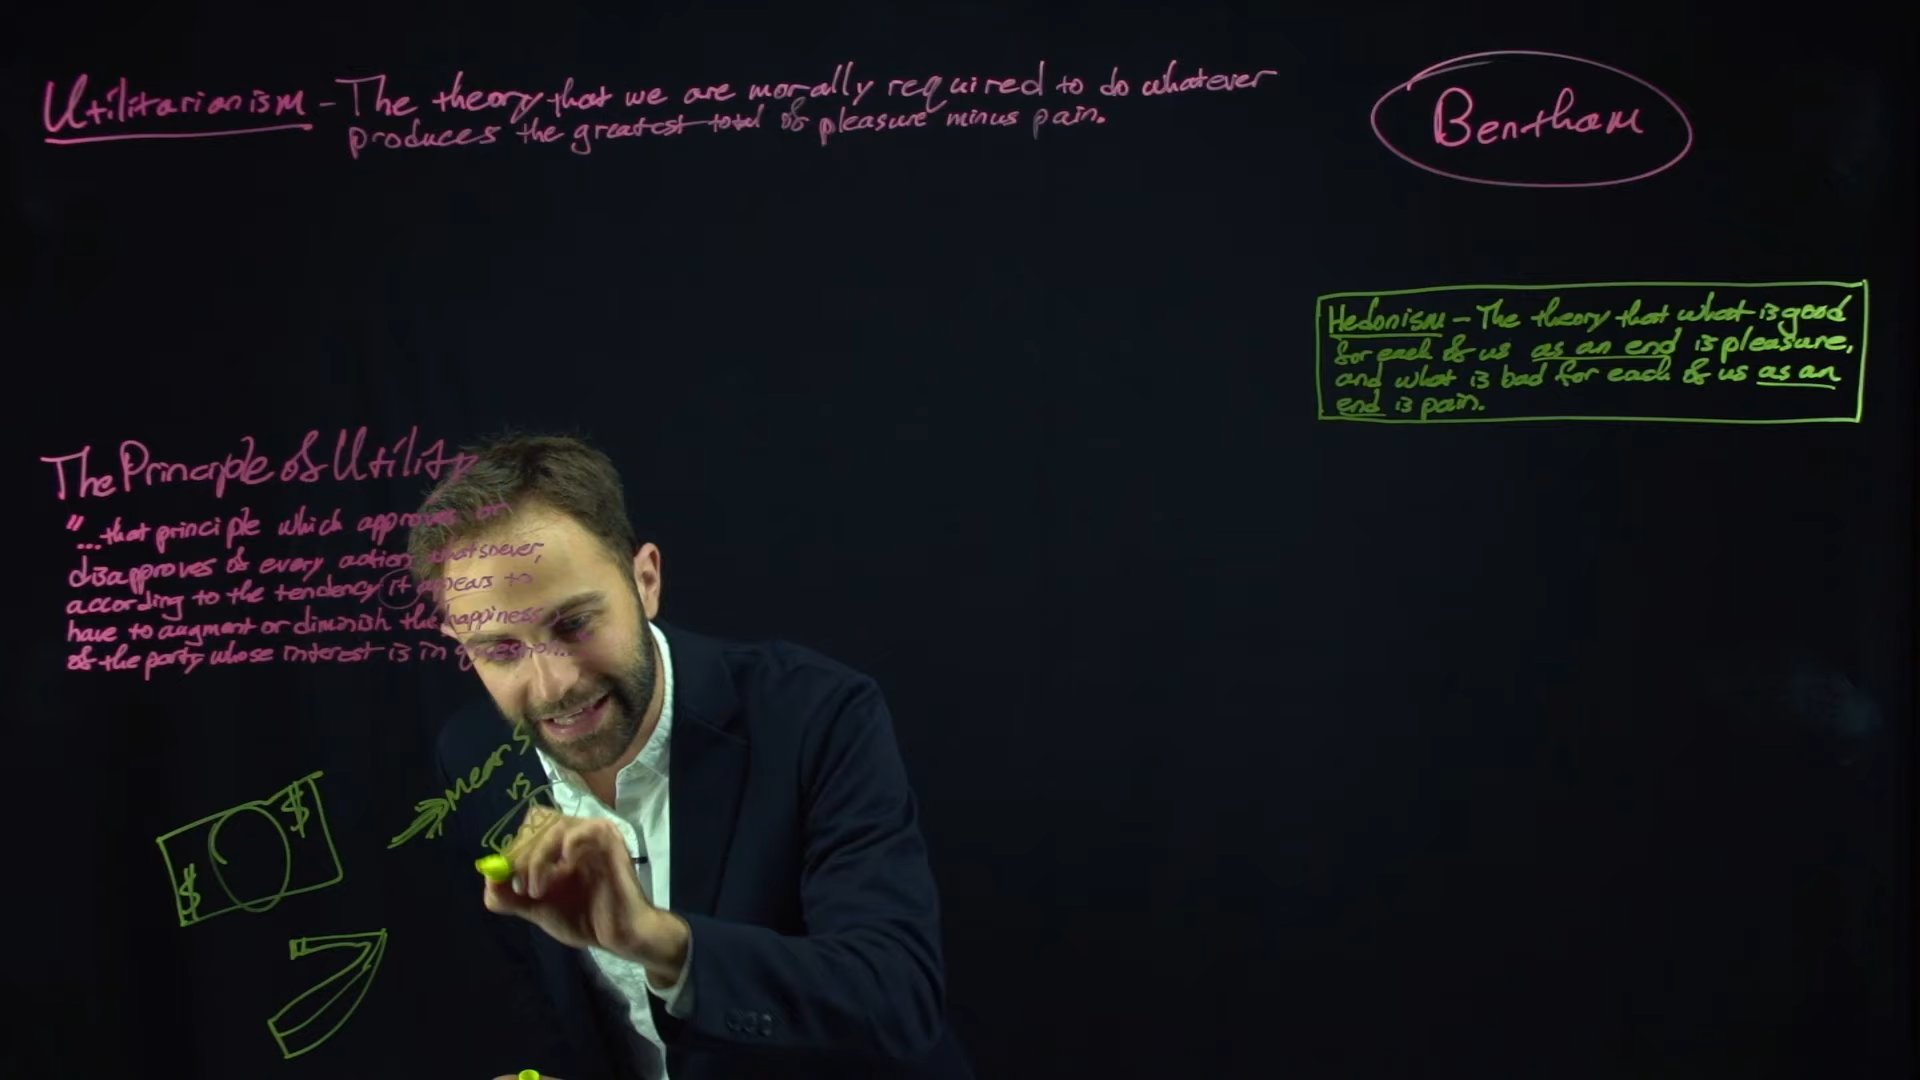 Utilitarianism - The theory that we are morally required to do whatever
produces the greatest total of pleasure minus pain.
Bentham
Hedonism - The theory that what is good
for each of us as an end is pleasure,
and what is bad for each of us as an
end is pain.
The Principle of Utility
"...that principle which approves or
disapproves of every action whatsoever,
according to the tendency it appears to
have to augment or diminish the happiness
of the party whose interest is in question..."
Means
vs
$
$